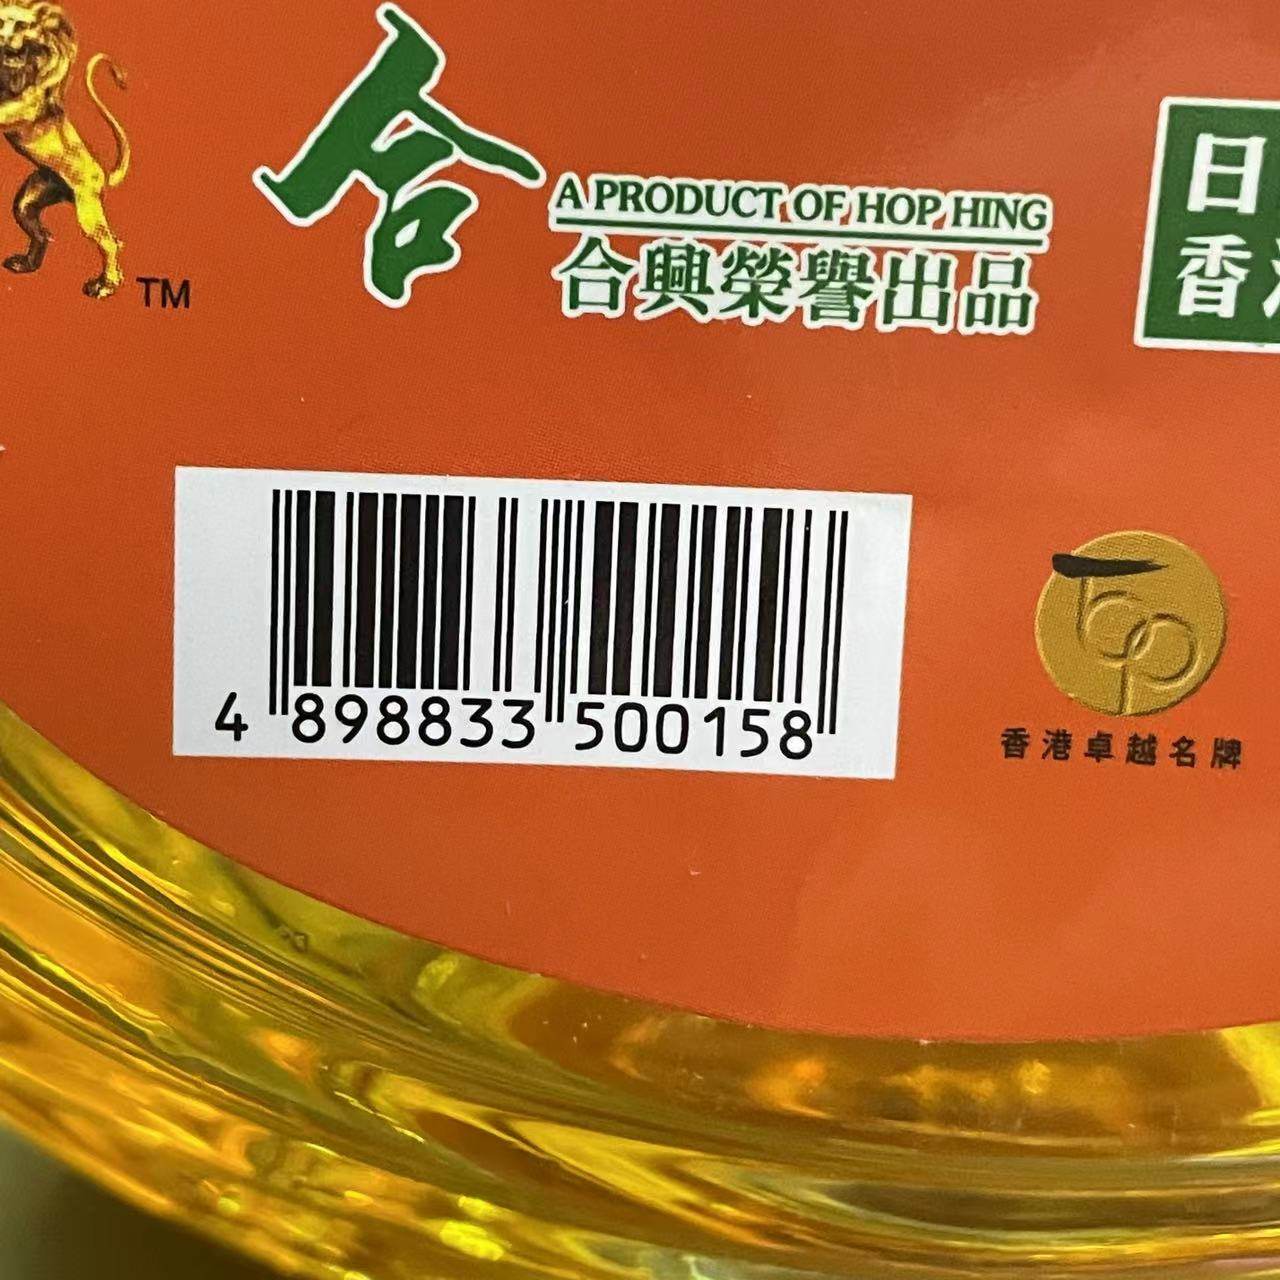 TM
合
A PRODUCT OF HOP HING
合興榮譽出品
日
香
4 898833 500158
top
香港卓越名牌